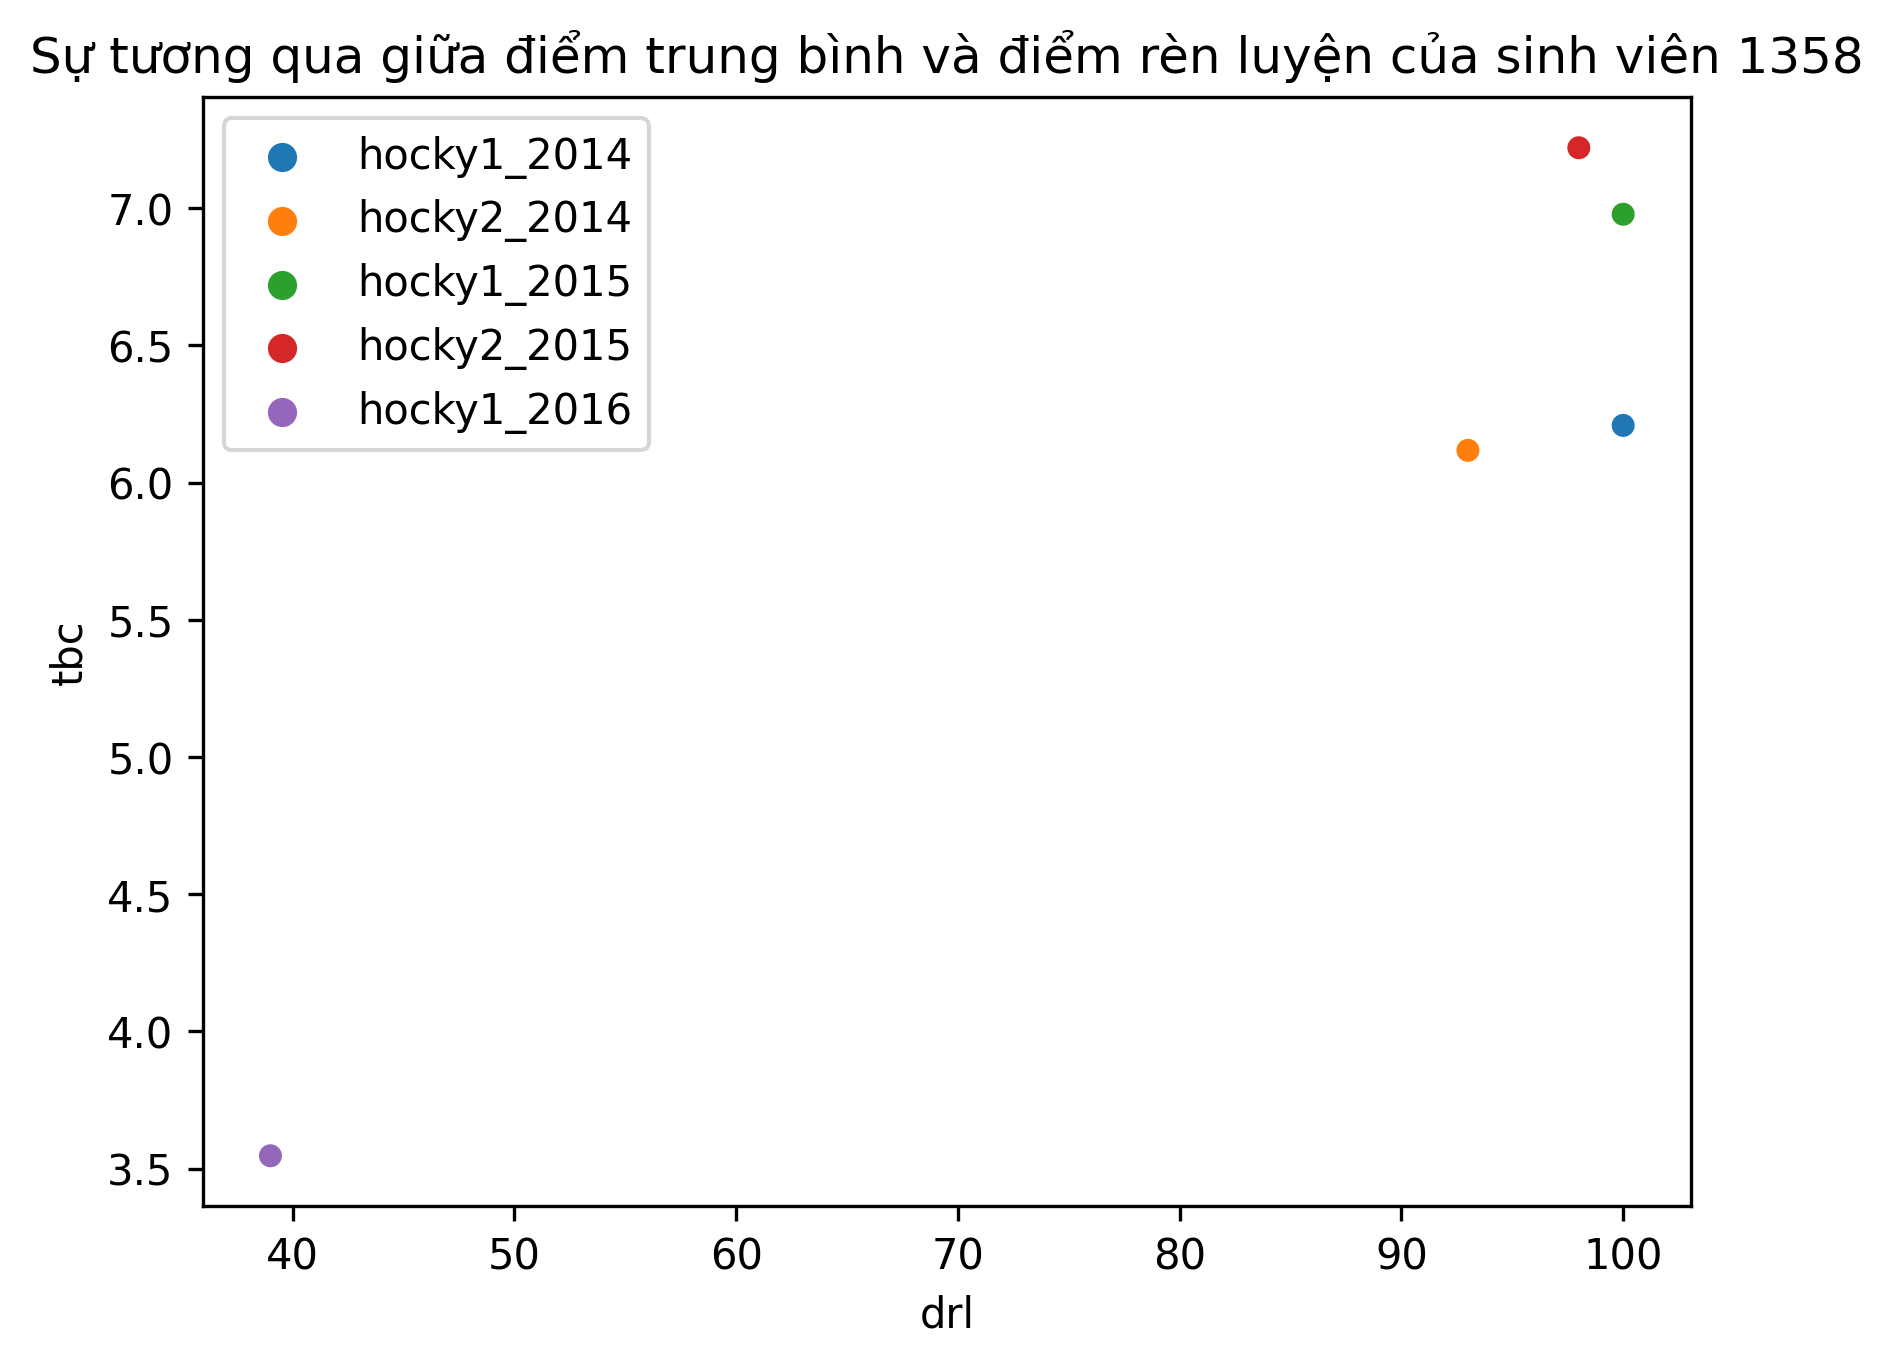 Sự tương qua giữa điểm trung bình và điểm rèn luyện của sinh viên 1358
hocky1_2014
hocky2_2014
hocky1_2015
hocky2_2015
hocky1_2016
7.0
6.5
6.0
5.5
5.0
4.5
4.0
3.5
tbc
40 50 60 70 80 90 100
drl